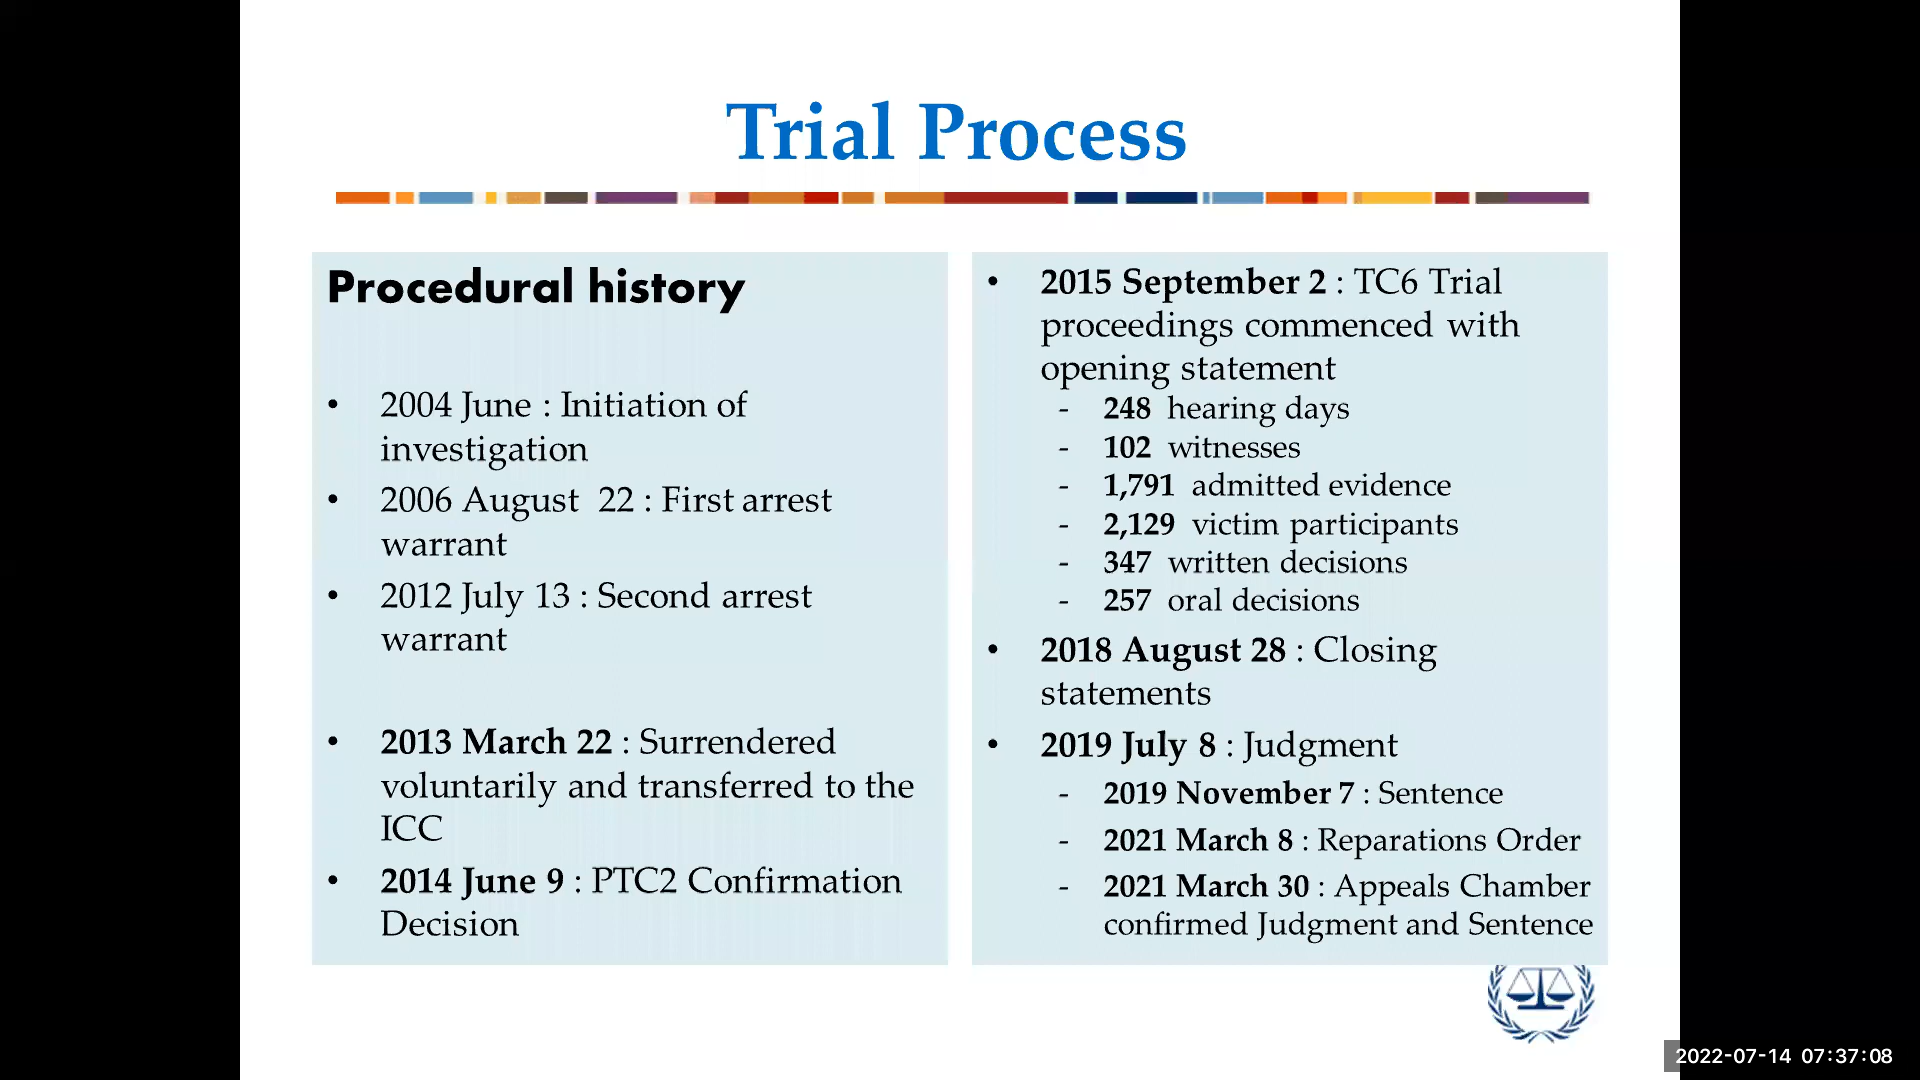 Trial Process
Procedural history
• 2004 June : Initiation of
investigation
• 2006 August 22 : First arrest
warrant
• 2012 July 13 : Second arrest
warrant
• 2013 March 22 : Surrendered
voluntarily and transferred to the
ICC
• 2014 June 9 : PTC2 Confirmation
Decision
• 2015 September 2 : TC6 Trial
proceedings commenced with
opening statement
- 248 hearing days
- 102 witnesses
- 1,791 admitted evidence
- 2,129 victim participants
- 347 written decisions
- 257 oral decisions
• 2018 August 28 : Closing
statements
• 2019 July 8 : Judgment
- 2019 November 7 : Sentence
- 2021 March 8 : Reparations Order
- 2021 March 30 : Appeals Chamber
confirmed Judgment and Sentence
2022-07-14 07:37:08